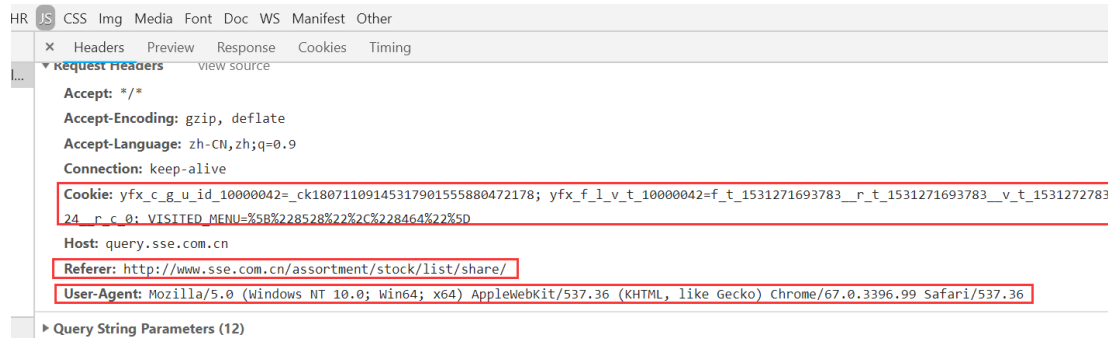 HR JS CSS Img Media Font Doc WS Manifest Other
× Headers Preview Response Cookies Timing
▼ Request Headers view source
l...
Accept: */*
Accept-Encoding: gzip, deflate
Accept-Language: zh-CN,zh;q=0.9
Connection: keep-alive
Cookie: yfx_c_g_u_id_10000042=_ck18071109145317901555880472178; yfx_f_l_v_t_10000042=f_t_1531271693783__r_t_1531271693783__v_t_1531272783
24__r_c_0; VISITED_MENU=%5B%228528%22%2C%228464%22%5D
Host: query.sse.com.cn
Referer: http://www.sse.com.cn/assortment/stock/list/share/
User-Agent: Mozilla/5.0 (Windows NT 10.0; Win64; x64) AppleWebKit/537.36 (KHTML, like Gecko) Chrome/67.0.3396.99 Safari/537.36
▶ Query String Parameters (12)